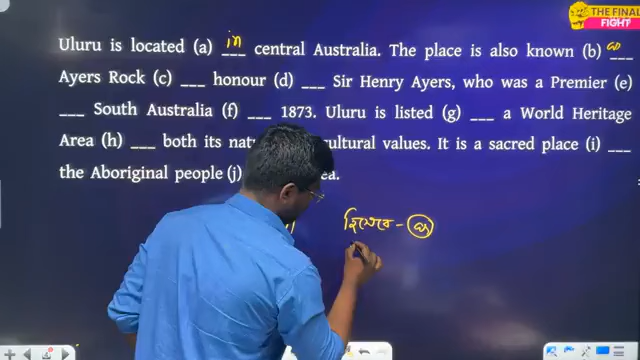 THE FINAL
FIGHT
Uluru is located (a) in ___ central Australia. The place is also known (b) as ___
Ayers Rock (c) ___ honour (d) ___ Sir Henry Ayers, who was a Premier (e)
___ South Australia (f) ___ 1873. Uluru is listed (g) ___ a World Heritage
Area (h) ___ both its cultural values. It is a sacred place (i) ___
the Aboriginal people (j)
হিসেবে - as